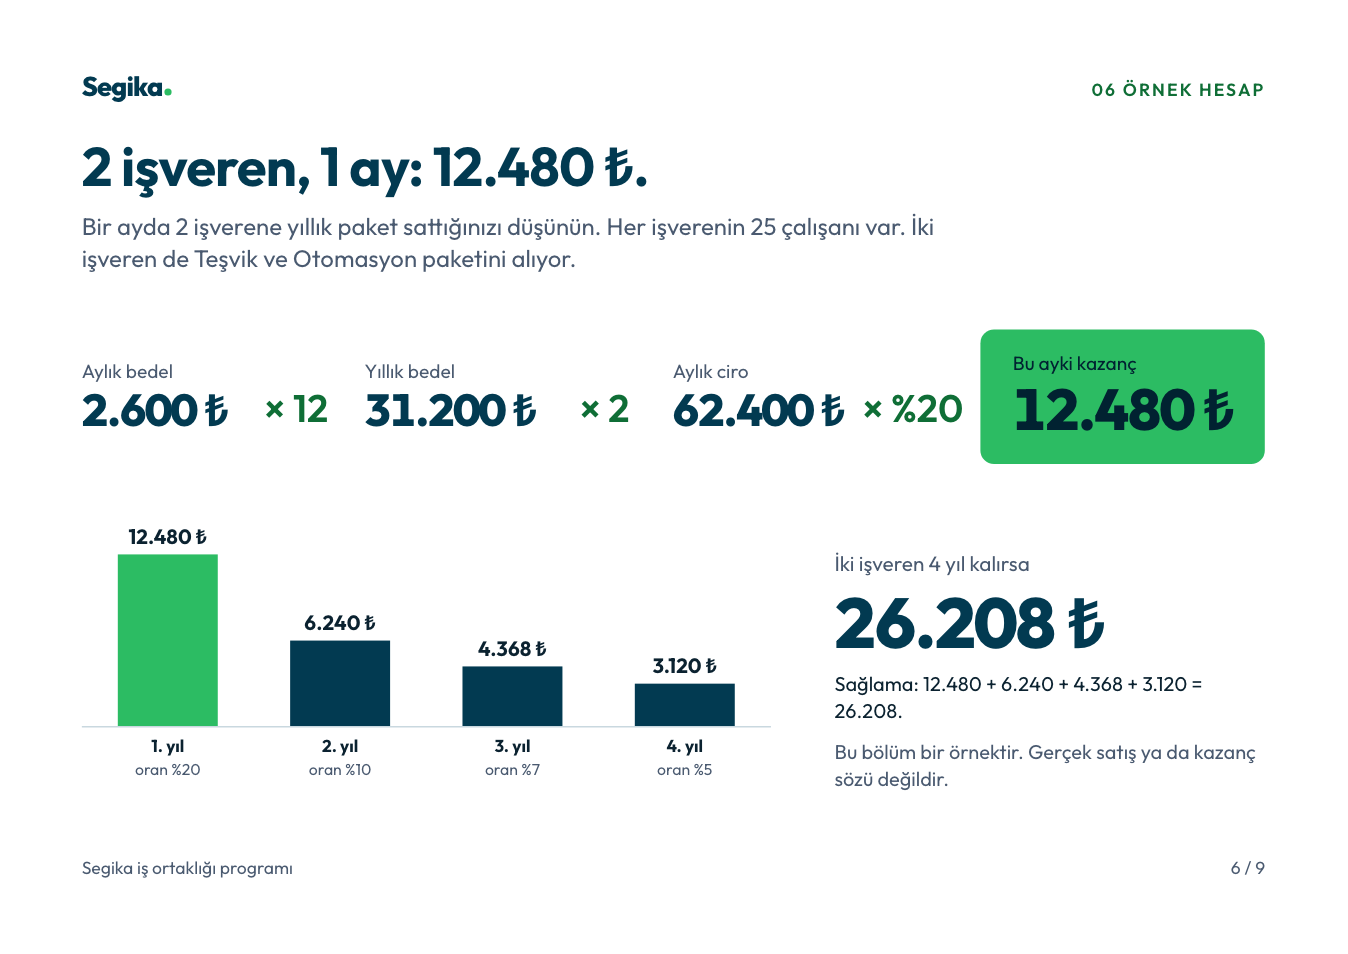 Segika.
06 ÖRNEK HESAP
2 işveren, 1 ay: 12.480 ₺.
Bir ayda 2 işverene yıllık paket sattığınızı düşünün. Her işverenin 25 çalışanı var. İki
işveren de Teşvik ve Otomasyon paketini alıyor.
Aylık bedel
2.600 ₺
× 12
Yıllık bedel
31.200 ₺
× 2
Aylık ciro
62.400 ₺
× %20
Bu ayki kazanç
12.480 ₺
12.480 ₺
6.240 ₺
4.368 ₺
3.120 ₺
1. yıl
oran %20
2. yıl
oran %10
3. yıl
oran %7
4. yıl
oran %5
İki işveren 4 yıl kalırsa
26.208 ₺
Sağlama: 12.480 + 6.240 + 4.368 + 3.120 =
26.208.
Bu bölüm bir örnektir. Gerçek satış ya da kazanç
sözü değildir.
Segika iş ortaklığı programı
6 / 9